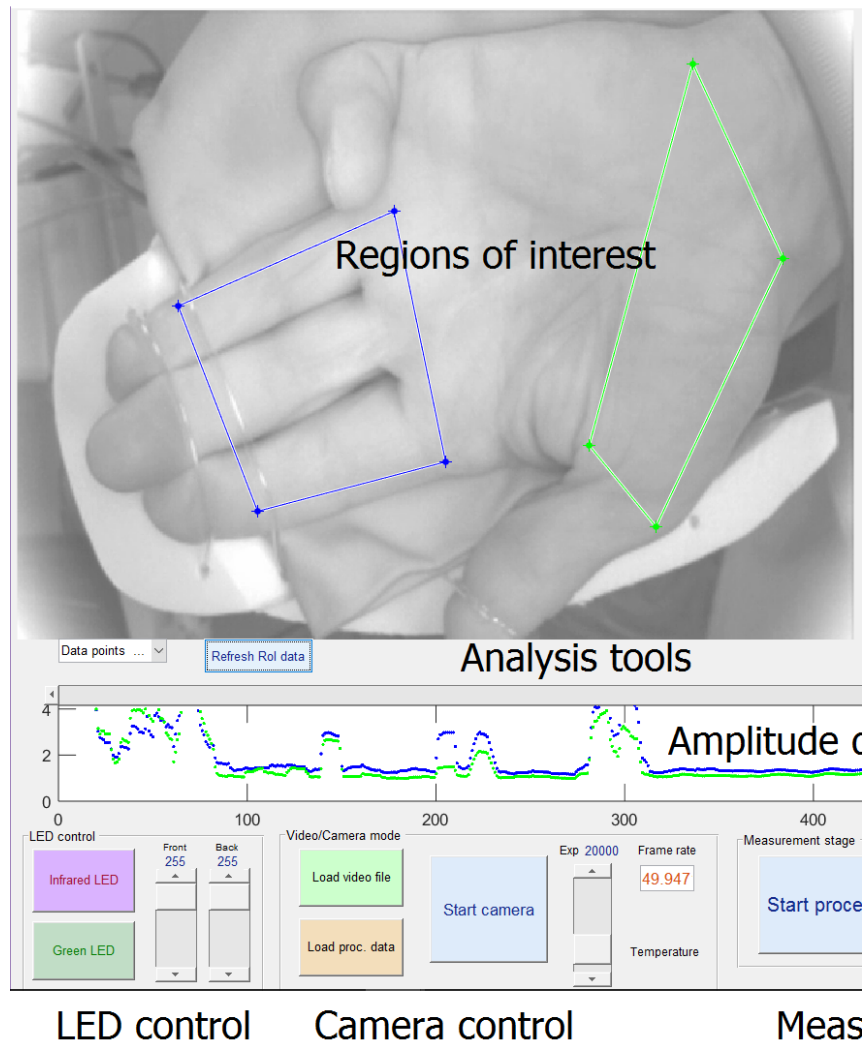 Regions of interest
Data points ...
Refresh RoI data
Analysis tools
4
2
0
Amplitude
0 100 200 300 400
LED control
Front
255
Back
255
Infrared LED
Green LED
Video/Camera mode
Load video file
Load proc. data
Start camera
Exp 20000
Frame rate
49.947
Temperature
Measurement stage
Start
LED control Camera control